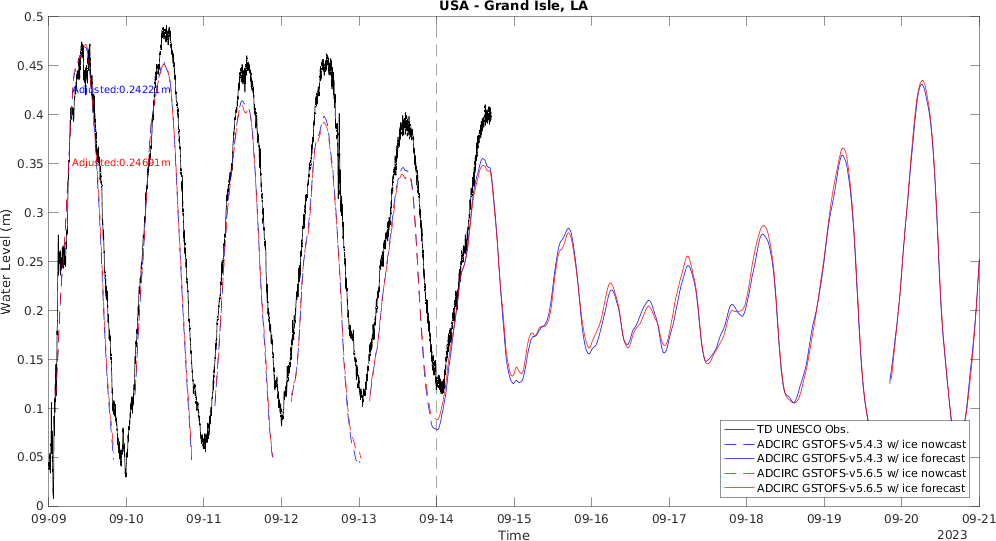 USA - Grand Isle, LA
0.5
0.45
0.4
0.35
0.3
0.25
0.2
0.15
0.1
0.05
0
Water Level (m)
Adjusted:0.24221m
Adjusted:0.24691m
TD UNESCO Obs.
ADCIRC GSTOFS-v5.4.3 w/ ice nowcast
ADCIRC GSTOFS-v5.4.3 w/ ice forecast
ADCIRC GSTOFS-v5.6.5 w/ ice nowcast
ADCIRC GSTOFS-v5.6.5 w/ ice forecast
09-09 09-10 09-11 09-12 09-13 09-14 09-15 09-16 09-17 09-18 09-19 09-20 09-21
Time
2023